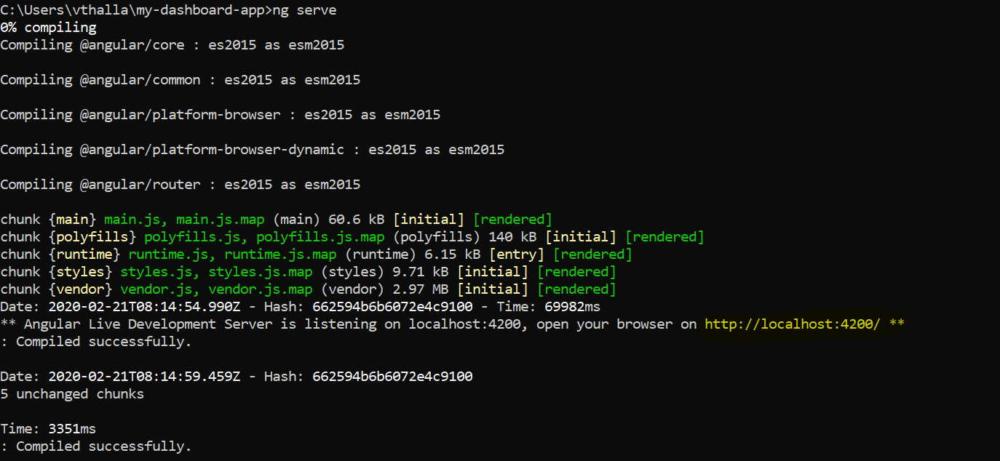 C:\Users\vthalla\my-dashboard-app>ng serve
0% compiling
Compiling @angular/core : es2015 as esm2015
Compiling @angular/common : es2015 as esm2015
Compiling @angular/platform-browser : es2015 as esm2015
Compiling @angular/platform-browser-dynamic : es2015 as esm2015
Compiling @angular/router : es2015 as esm2015
chunk {main} main.js, main.js.map (main) 60.6 kB [initial] [rendered]
chunk {polyfills} polyfills.js, polyfills.js.map (polyfills) 140 kB [initial] [rendered]
chunk {runtime} runtime.js, runtime.js.map (runtime) 6.15 kB [entry] [rendered]
chunk {styles} styles.js, styles.js.map (styles) 9.71 kB [initial] [rendered]
chunk {vendor} vendor.js, vendor.js.map (vendor) 2.97 MB [initial] [rendered]
Date: 2020-02-21T08:14:54.990Z - Hash: 662594b6b6072e4c9100 - Time: 69982ms
** Angular Live Development Server is listening on localhost:4200, open your browser on http://localhost:4200/ **
: Compiled successfully.
Date: 2020-02-21T08:14:59.459Z - Hash: 662594b6b6072e4c9100
5 unchanged chunks
Time: 3351ms
: Compiled successfully.